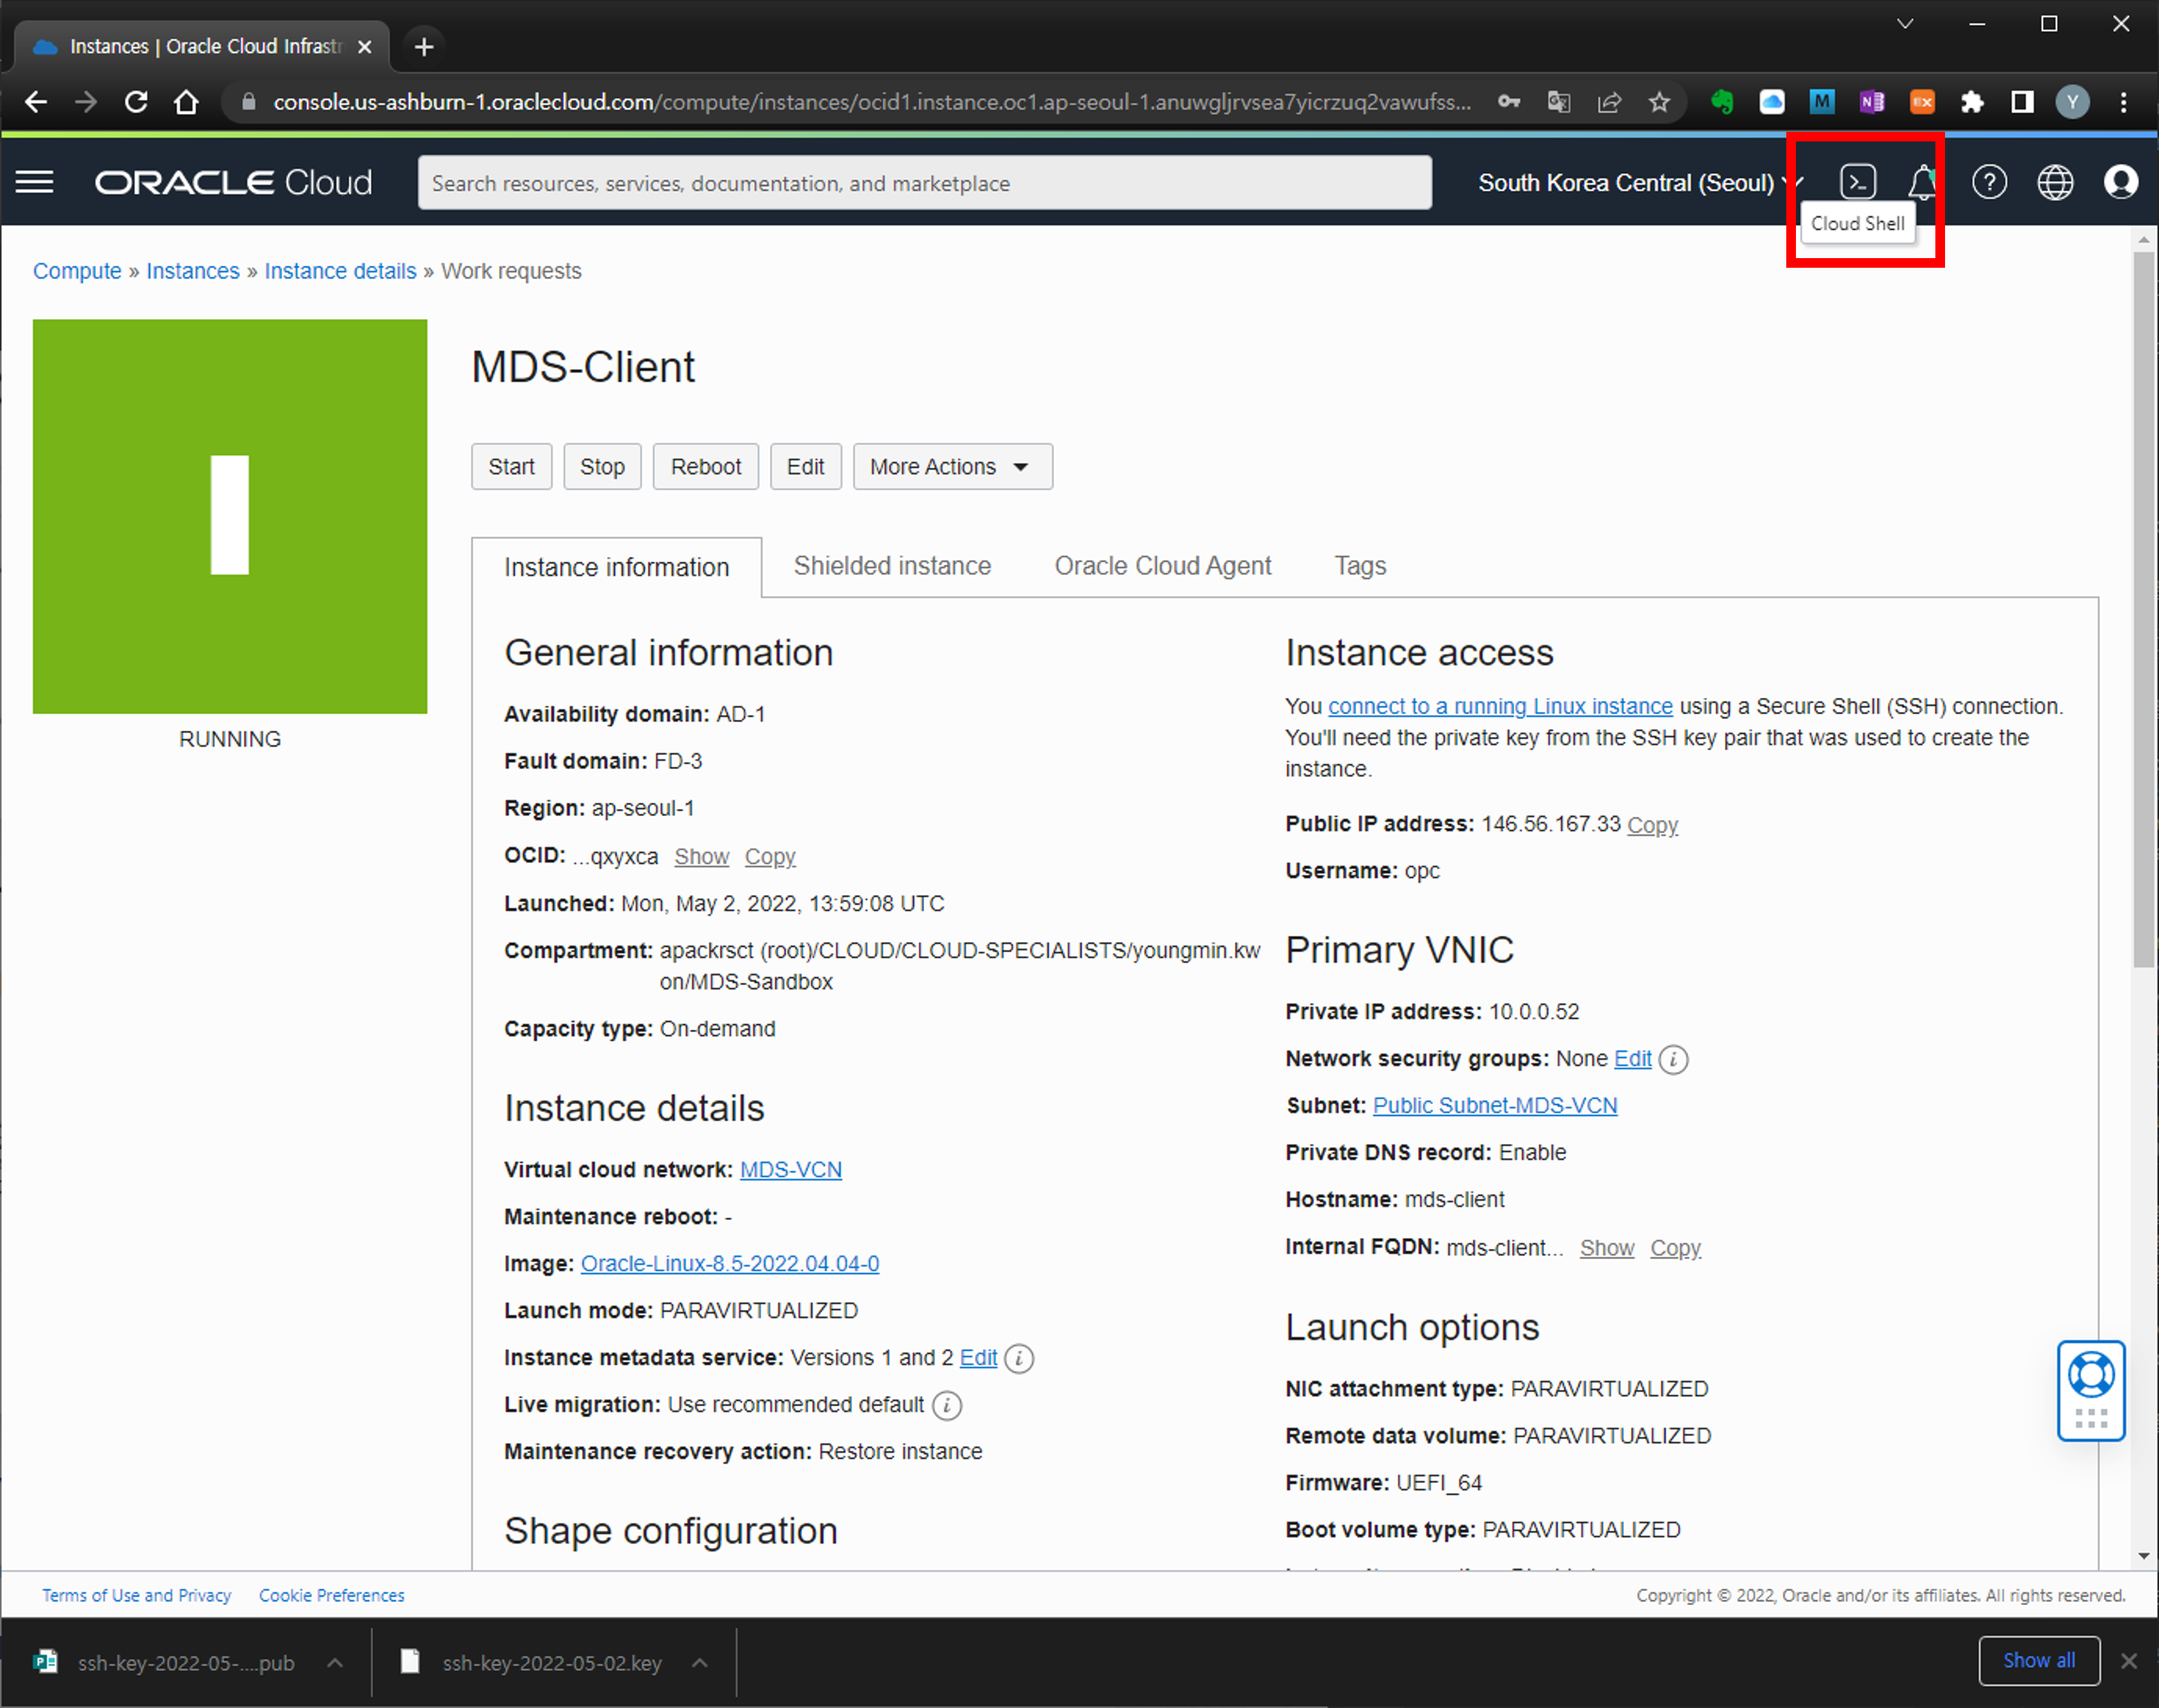 Instances | Oracle Cloud Infrastr
console.us-ashburn-1.oraclecloud.com/compute/instances/ocid1.instance.oc1.ap-seoul-1.anuwgljrvsea7yicrzuq2vawufss...
M
N
EX
Y
ORACLE Cloud
Search resources, services, documentation, and marketplace
South Korea Central (Seoul)
Cloud Shell
Compute » Instances » Instance details » Work requests
I
RUNNING
MDS-Client
Start Stop Reboot Edit More Actions
Instance information Shielded instance Oracle Cloud Agent Tags
General information
Availability domain: AD-1
Fault domain: FD-3
Region: ap-seoul-1
OCID: ...qxyxca Show Copy
Launched: Mon, May 2, 2022, 13:59:08 UTC
Compartment: apackrsct (root)/CLOUD/CLOUD-SPECIALISTS/youngmin.kw
on/MDS-Sandbox
Capacity type: On-demand
Instance details
Virtual cloud network: MDS-VCN
Maintenance reboot: -
Image: Oracle-Linux-8.5-2022.04.04-0
Launch mode: PARAVIRTUALIZED
Instance metadata service: Versions 1 and 2 Edit
Live migration: Use recommended default
Maintenance recovery action: Restore instance
Shape configuration
Instance access
You connect to a running Linux instance using a Secure Shell (SSH) connection.
You'll need the private key from the SSH key pair that was used to create the
instance.
Public IP address: 146.56.167.33 Copy
Username: opc
Primary VNIC
Private IP address: 10.0.0.52
Network security groups: None Edit
Subnet: Public Subnet-MDS-VCN
Private DNS record: Enable
Hostname: mds-client
Internal FQDN: mds-client... Show Copy
Launch options
NIC attachment type: PARAVIRTUALIZED
Remote data volume: PARAVIRTUALIZED
Firmware: UEFI_64
Boot volume type: PARAVIRTUALIZED
Terms of Use and Privacy Cookie Preferences
Copyright © 2022, Oracle and/or its affiliates. All rights reserved.
ssh-key-2022-05-....pub
ssh-key-2022-05-02.key
Show all